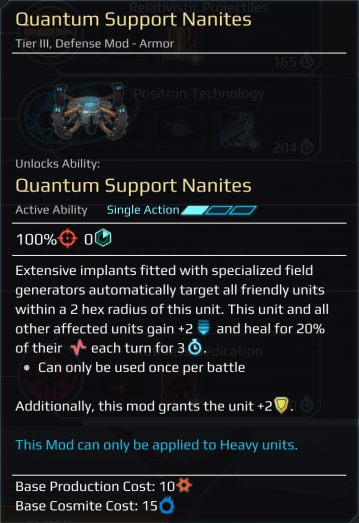 Quantum Support Nanites
Relativistic Projectiles
Tier III, Defense Mod - Armor
165
Positron Technology
204
Unlocks Ability:
Quantum Support Nanites
Active Ability Single Action
100% 0
Extensive implants fitted with specialized field
generators automatically target all friendly units
within a 2 hex radius of this unit. This unit and all
other affected units gain +2 and heal for 20%
of their each turn for 3 .
• Can only be used once per battle
Additionally, this mod grants the unit +2 .
This Mod can only be applied to Heavy units.
Base Production Cost: 10
Base Cosmite Cost: 15